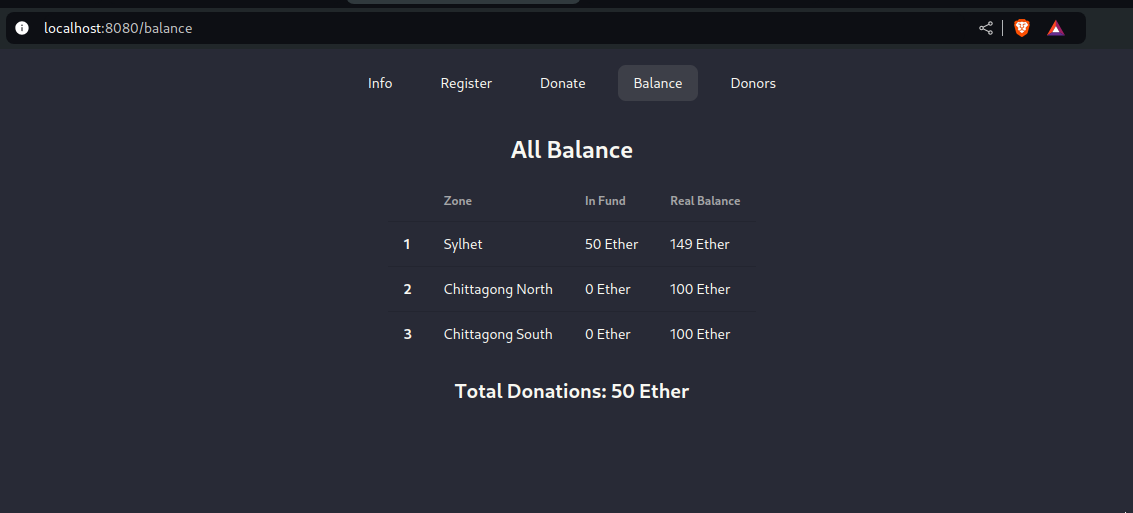 localhost:8080/balance
Info Register Donate Balance Donors
All Balance
Zone In Fund Real Balance
1 Sylhet 50 Ether 149 Ether
2 Chittagong North 0 Ether 100 Ether
3 Chittagong South 0 Ether 100 Ether
Total Donations: 50 Ether